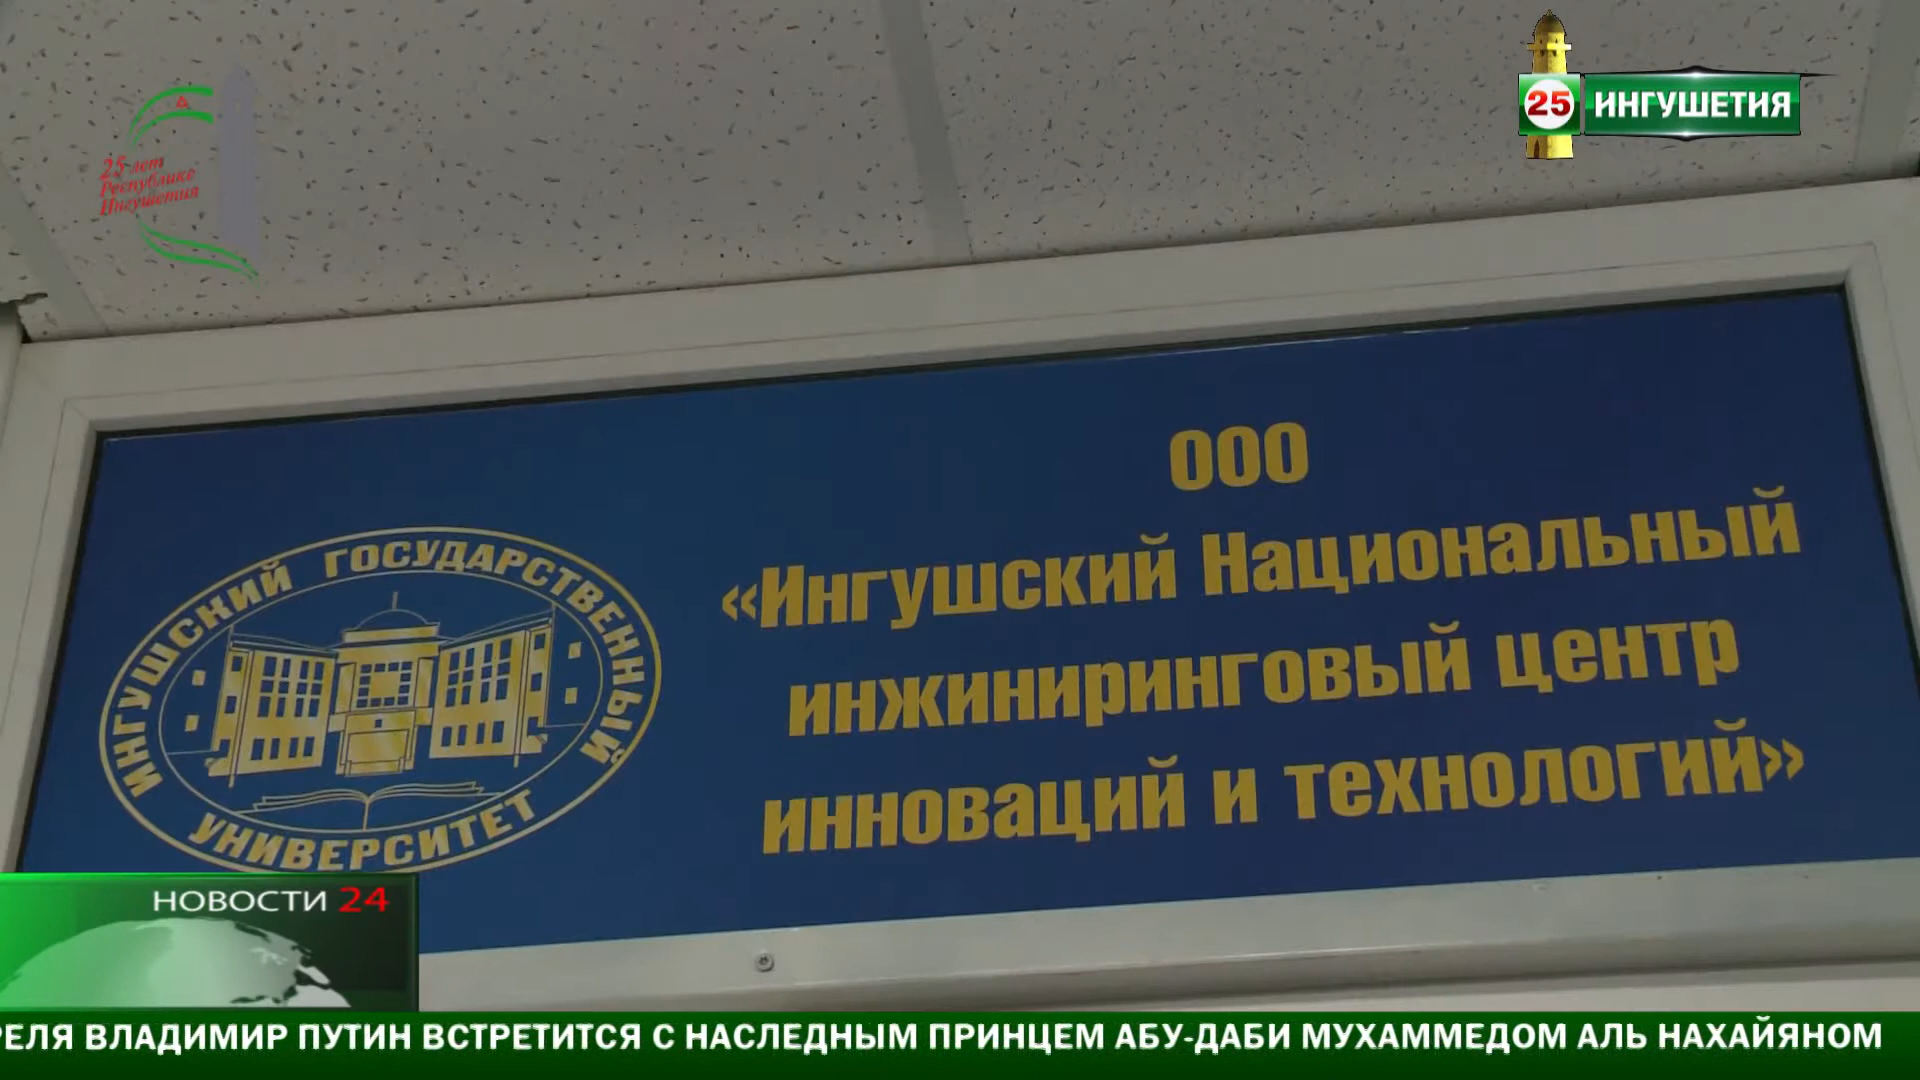 25 лет
Республике
Ингушетия
25 ИНГУШЕТИЯ
ООО
«Ингушский Национальный
инжиниринговый центр
инноваций и технологий»
ИНГУШСКИЙ ГОСУДАРСТВЕННЫЙ
УНИВЕРСИТЕТ
НОВОСТИ 24
РЕЛЯ ВЛАДИМИР ПУТИН ВСТРЕТИТСЯ С НАСЛЕДНЫМ ПРИНЦЕМ АБУ-ДАБИ МУХАММЕДОМ АЛЬ НАХАЙЯНОМ